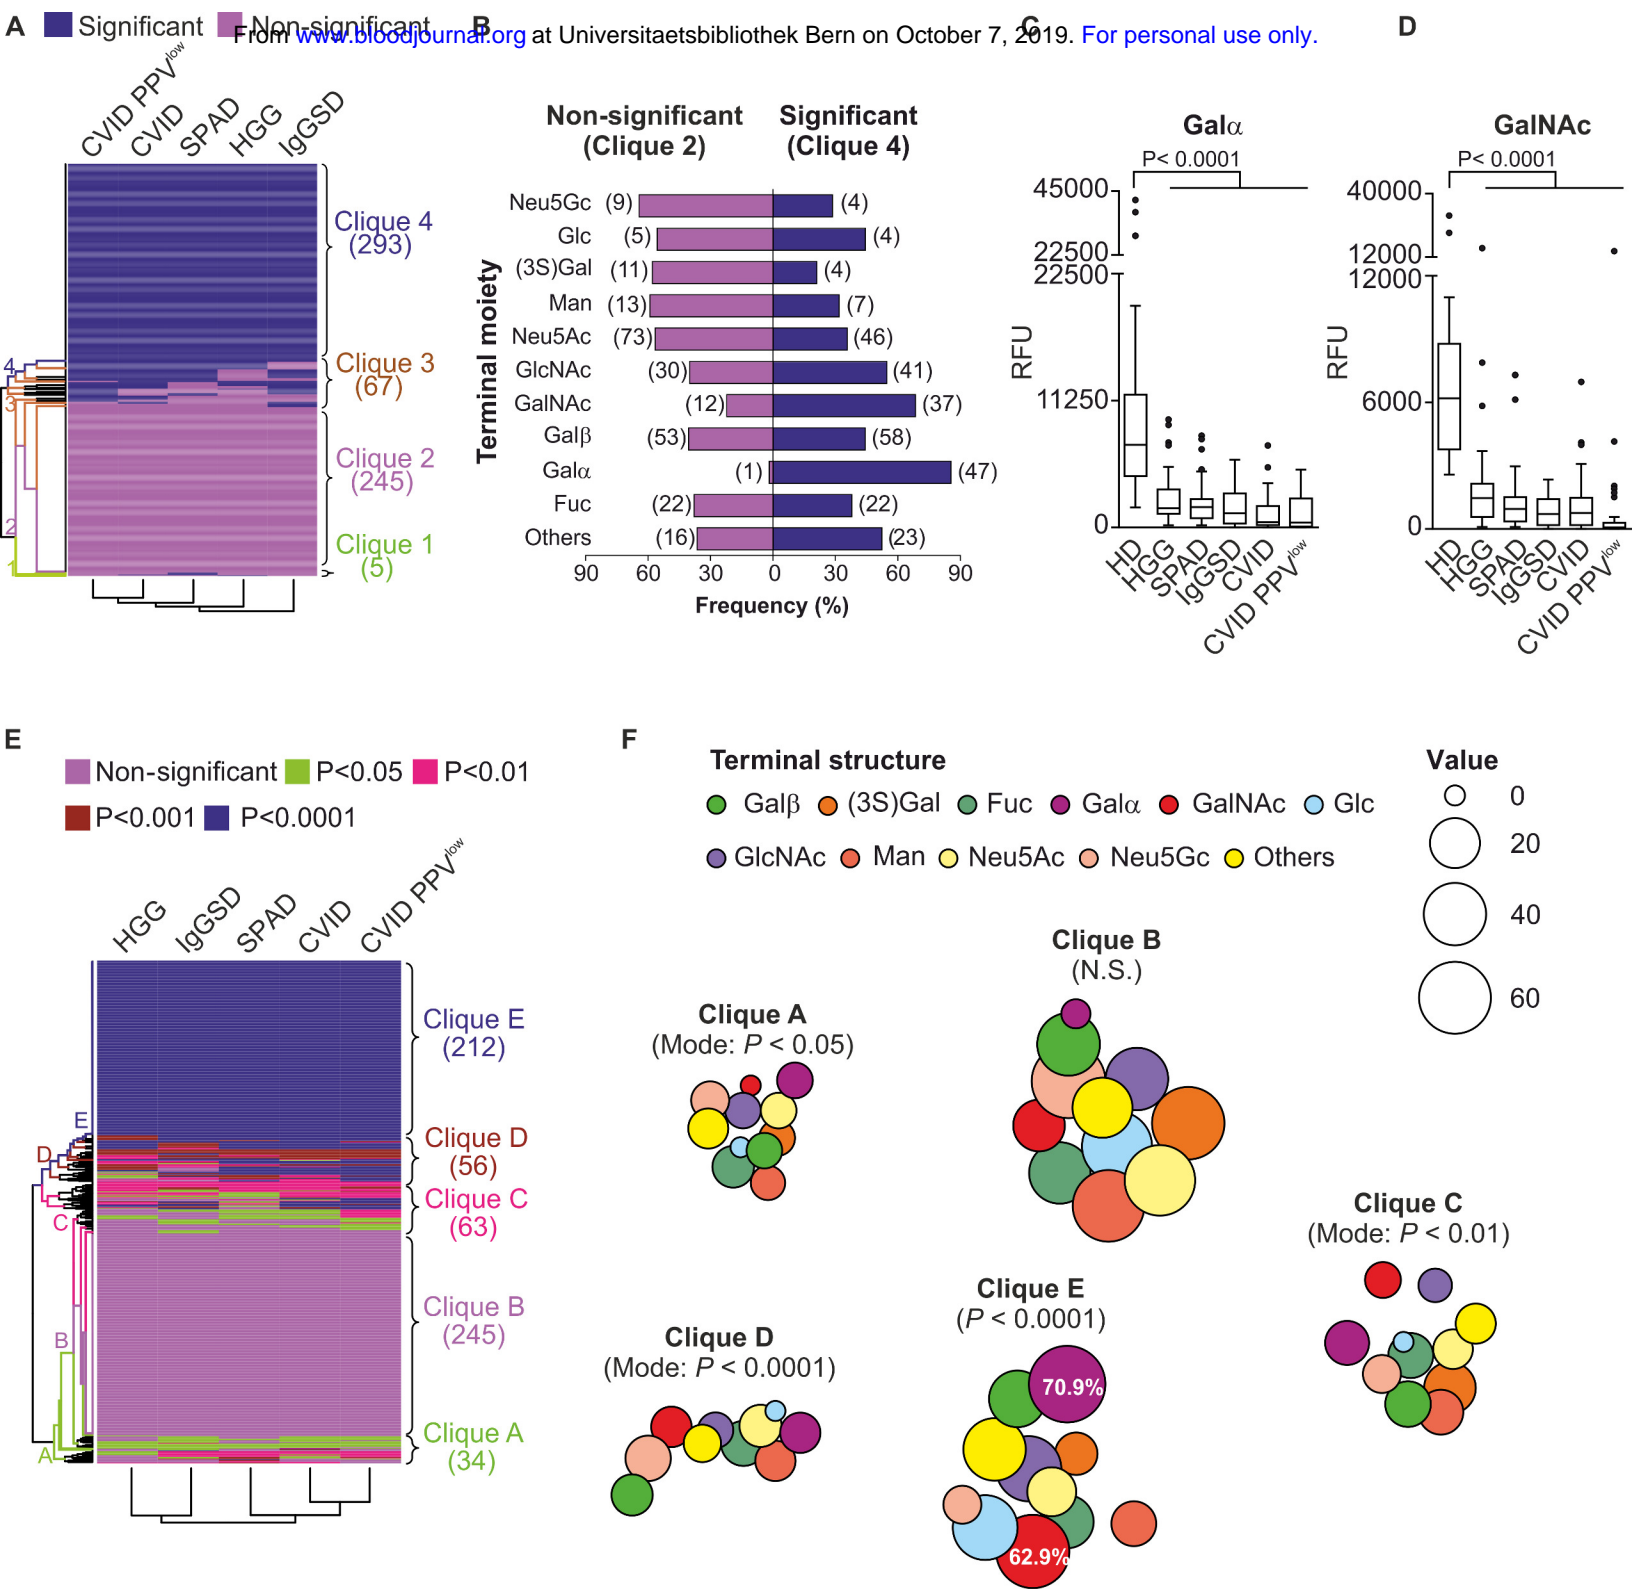 A Significant Non-significant
From www.bloodjournal.org at Universitaetsbibliothek Bern on October 7, 2019. For personal use only.
B
C
D
CVID PPVlow
CVID
SPAD
HGG
IgGSD
Clique 4
(293)
Clique 3
(67)
Clique 2
(245)
Clique 1
(5)
4
3
2
1
Non-significant
(Clique 2)
Significant
(Clique 4)
Terminal moiety
Neu5Gc (9) (4)
Glc (5) (4)
(3S)Gal (11) (4)
Man (13) (7)
Neu5Ac (73) (46)
GlcNAc (30) (41)
GalNAc (12) (37)
Galβ (53) (58)
Galα (1) (47)
Fuc (22) (22)
Others (16) (23)
90 60 30 0 30 60 90
Frequency (%)
Galα
P< 0.0001
RFU
45000
22500
22500
11250
0
HD
HGG
SPAD
IgGSD
CVID
CVID PPVlow
GalNAc
P< 0.0001
RFU
40000
12000
12000
6000
0
HD
HGG
SPAD
IgGSD
CVID
CVID PPVlow
E
Non-significant P<0.05 P<0.01
P<0.001 P<0.0001
HGG
IgGSD
SPAD
CVID
CVID PPVlow
Clique E
(212)
Clique D
(56)
Clique C
(63)
Clique B
(245)
Clique A
(34)
E
D
C
B
A
F
Terminal structure
Galβ (3S)Gal Fuc Galα GalNAc Glc
GlcNAc Man Neu5Ac Neu5Gc Others
Value
0
20
40
60
Clique A
(Mode: P < 0.05)
Clique B
(N.S.)
Clique C
(Mode: P < 0.01)
Clique D
(Mode: P < 0.0001)
Clique E
(P < 0.0001)
70.9%
62.9%